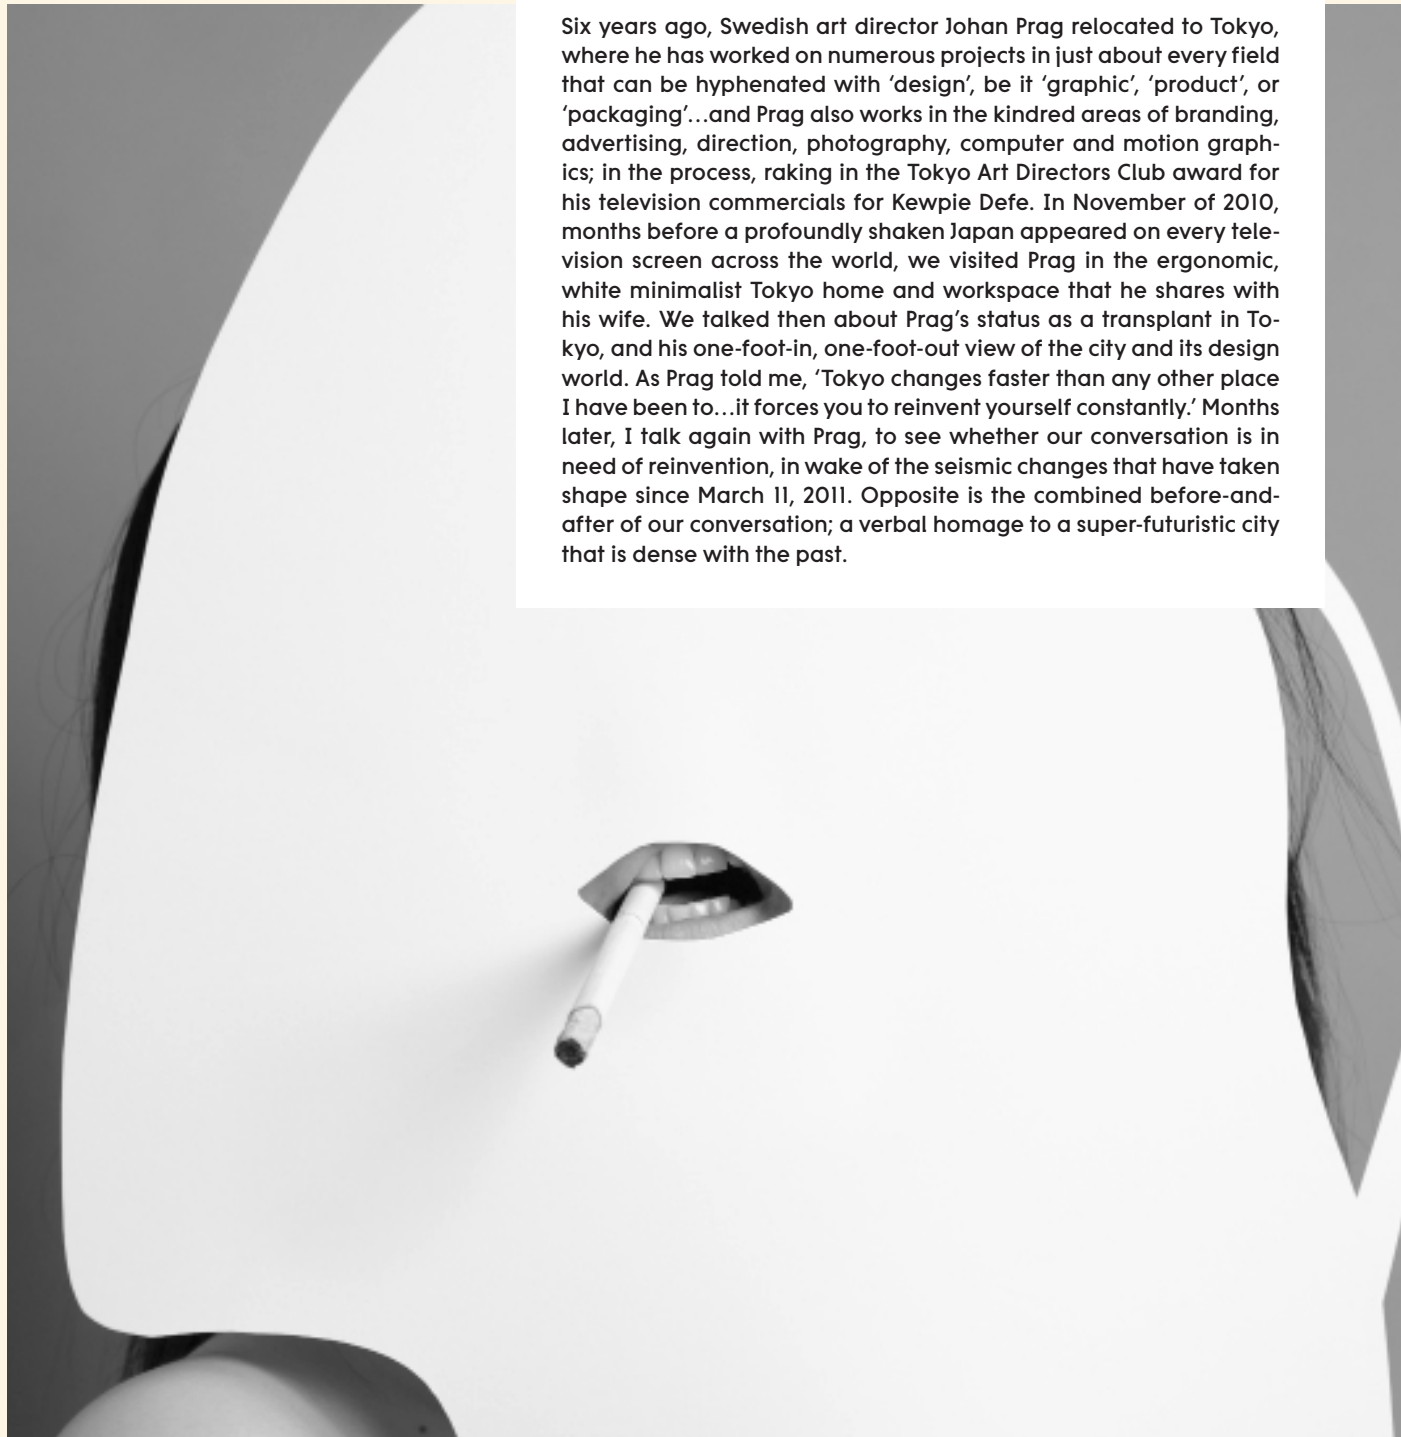 Six years ago, Swedish art director Johan Prag relocated to Tokyo,
where he has worked on numerous projects in just about every field
that can be hyphenated with ‘design’, be it ‘graphic’, ‘product’, or
‘packaging’...and Prag also works in the kindred areas of branding,
advertising, direction, photography, computer and motion graph-
ics; in the process, raking in the Tokyo Art Directors Club award for
his television commercials for Kewpie Defe. In November of 2010,
months before a profoundly shaken Japan appeared on every tele-
vision screen across the world, we visited Prag in the ergonomic,
white minimalist Tokyo home and workspace that he shares with
his wife. We talked then about Prag’s status as a transplant in To-
kyo, and his one-foot-in, one-foot-out view of the city and its design
world. As Prag told me, ‘Tokyo changes faster than any other place
I have been to...it forces you to reinvent yourself constantly.’ Months
later, I talk again with Prag, to see whether our conversation is in
need of reinvention, in wake of the seismic changes that have taken
shape since March 11, 2011. Opposite is the combined before-and-
after of our conversation; a verbal homage to a super-futuristic city
that is dense with the past.